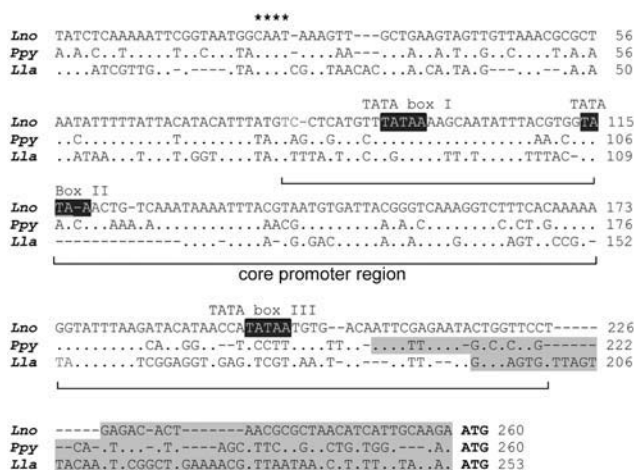 ****
Lno TATCTCAAAAATTCGGTAATGGCAAT-AAAGTT---GCTGAAGTAGTTGTTAAACGCGCT 56
Ppy A.A.C..T.....T..C...TA......-....AA---...A..A.T..G..C....T.A.A 56
Lla ....ATCGTTG..,-.----TA....CG..TAACAC...A.CA.TA.G...---.....A.A 50
TATA box I TATA
Lno AATATTTTTATTACATACATTTATGTC-CTCATGTTTATAAAAGCAATATTTACGTGGTA 115
Ppy ..C..........T........T.....TA..AG..G...C..................AA.C... 106
Lla ...ATAA...T..T.GGT....TA..TTTA.T.C...G......TT.T......TTTAC-.. 109
Box II
Lno TA-AACTG-TCAAATAAAATTTACGTAATGTGATTACGGGTCAAAGGTCTTTCACAAAAA 173
Ppy A.C...AAA.A.............AACG.........A.A.C.........C.CT.G..... 176
Lla ----------------....-....A..G.GAC......A.A....G.....AGT..CCG-. 152
core promoter region
TATA box III
Lno GGTATTTAAGATACATAACCATATAATGTG--ACAATTCGAGAATACTGGTTCCT----- 226
Ppy ..........CA..GG...--T.CCTT....TT..-....TT....-G.C.C..G------ 222
Lla TA.......TCGGAGGT.GAG.TCGT.AAT.T..--------TT..--.G...AGTG.TTAGT 206
Lno -----GAGAC-ACT-------AACGCGCTAACATCATTGCAAGA ATG 260
Ppy --CA-.T...-..T.....AGC.TTC..G..CTG.TGG...---.A. ATG 260
Lla TACAA.T.CGGCT.GAAAACG.TTAATAA.C.T.TT..TA..A. ATG 253